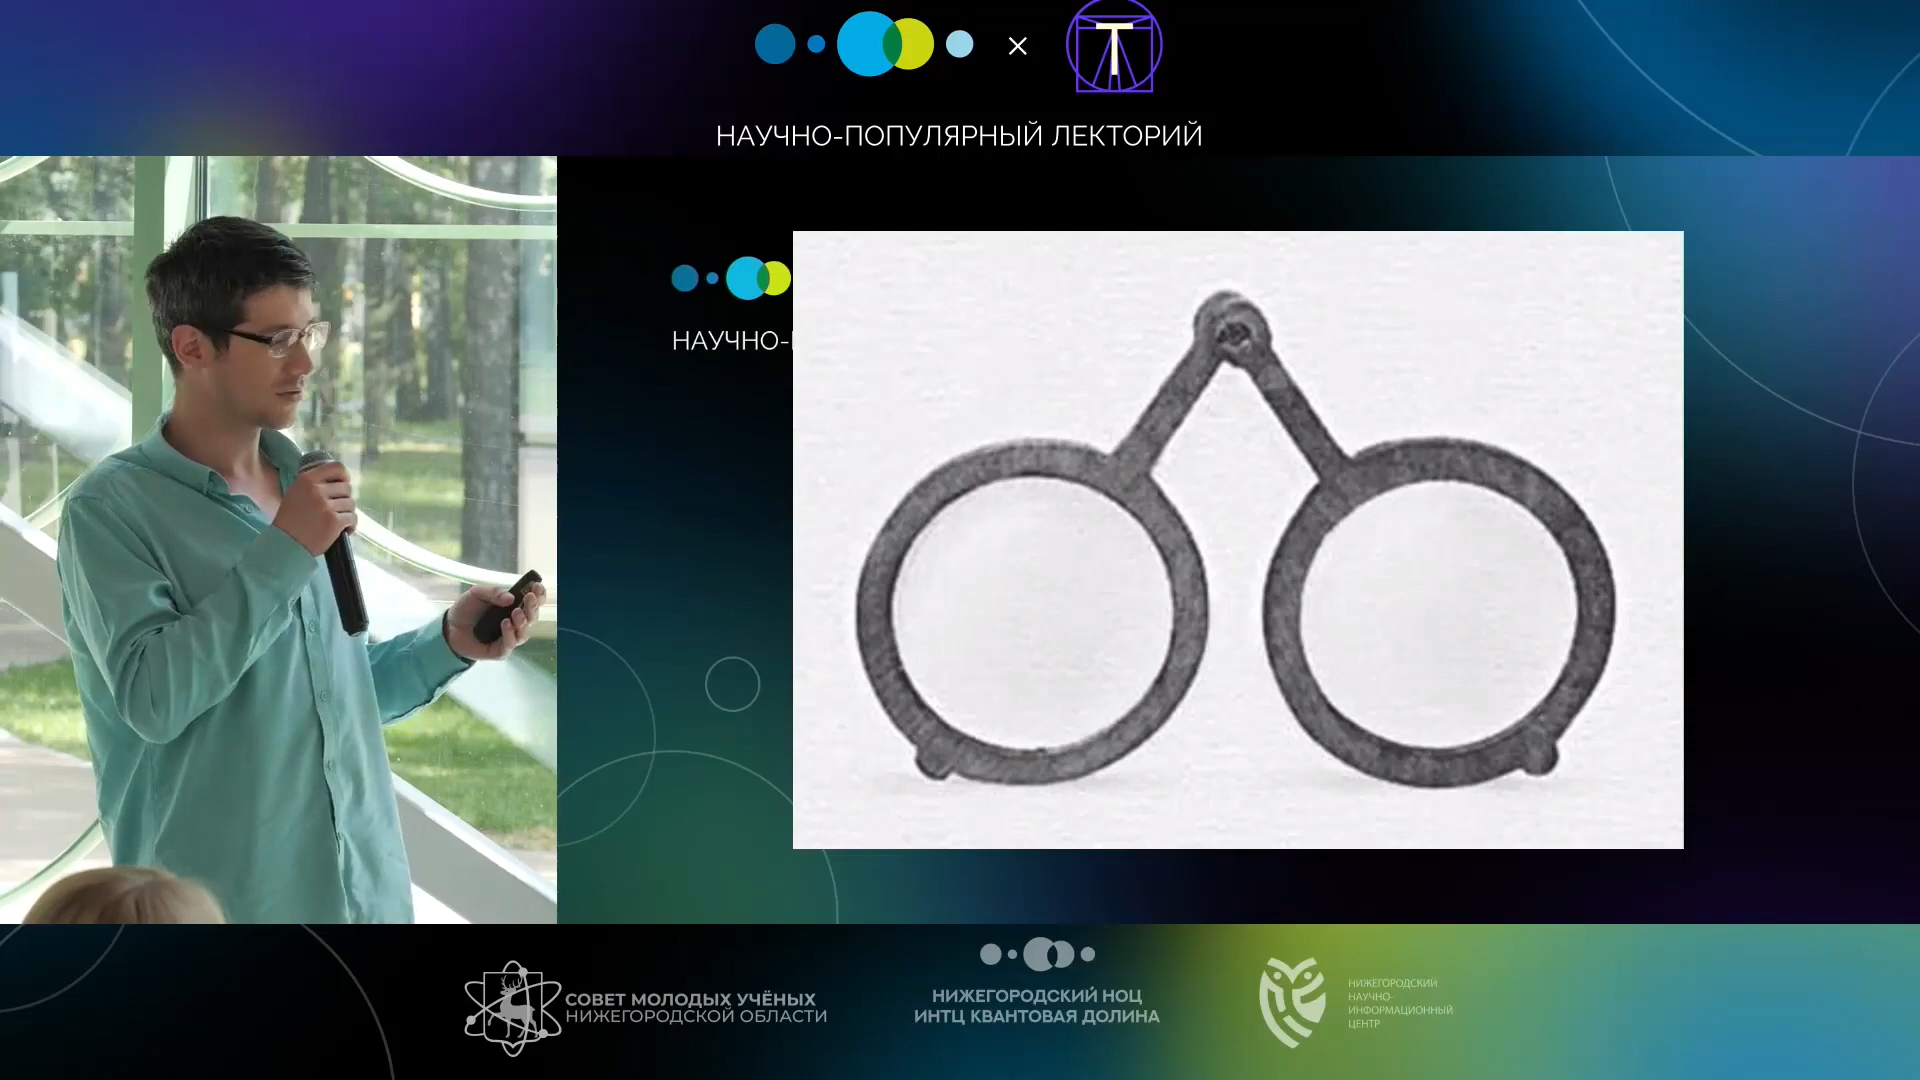 НАУЧНО-ПОПУЛЯРНЫЙ ЛЕКТОРИЙ
НАУЧНО-
СОВЕТ МОЛОДЫХ УЧЁНЫХ
НИЖЕГОРОДСКОЙ ОБЛАСТИ
НИЖЕГОРОДСКИЙ НОЦ
ИНТЦ КВАНТОВАЯ ДОЛИНА
НИЖЕГОРОДСКИЙ
НАУЧНО-
ИНФОРМАЦИОННЫЙ
ЦЕНТР